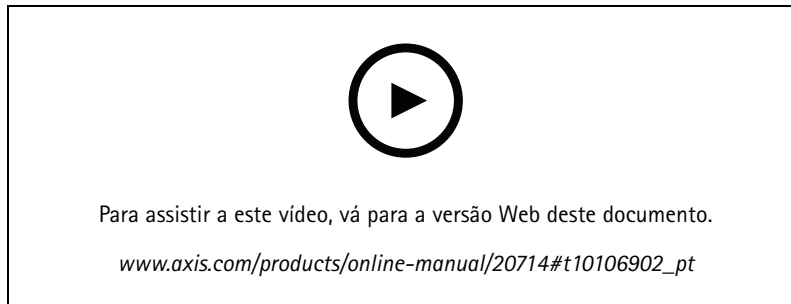 Para assistir a este vídeo, vá para a versão Web deste documento.
www.axis.com/products/online-manual/20714#t10106902_pt